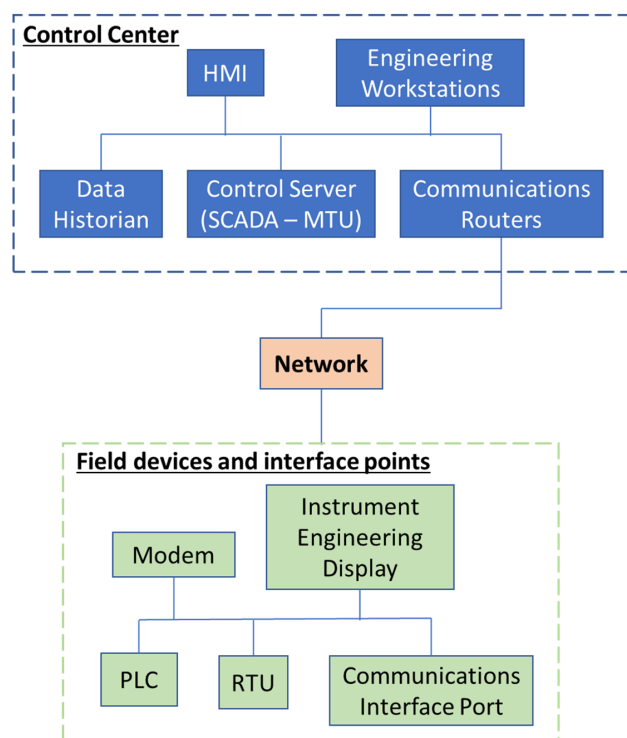 Control Center
HMI
Engineering
Workstations
Data
Historian
Control Server
(SCADA – MTU)
Communications
Routers
Network
Field devices and interface points
Instrument
Engineering
Display
Modem
PLC
RTU
Communications
Interface Port